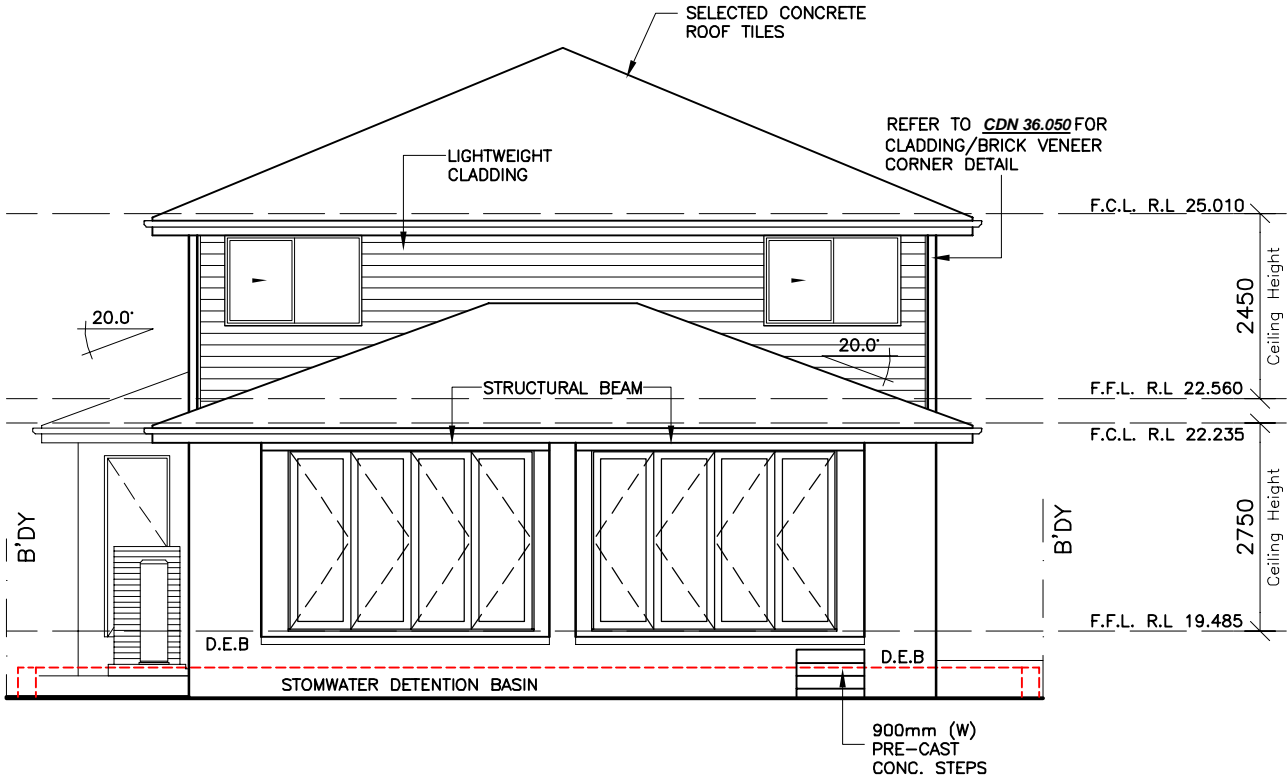 SELECTED CONCRETE
ROOF TILES
REFER TO CDN 36.050 FOR
CLADDING/BRICK VENEER
CORNER DETAIL
LIGHTWEIGHT
CLADDING
F.C.L. R.L 25.010
2450
Ceiling Height
20.0°
20.0°
STRUCTURAL BEAM
F.F.L. R.L 22.560
F.C.L. R.L 22.235
2750
Ceiling Height
B'DY
B'DY
F.F.L. R.L 19.485
D.E.B
D.E.B
STOMWATER DETENTION BASIN
900mm (W)
PRE-CAST
CONC. STEPS